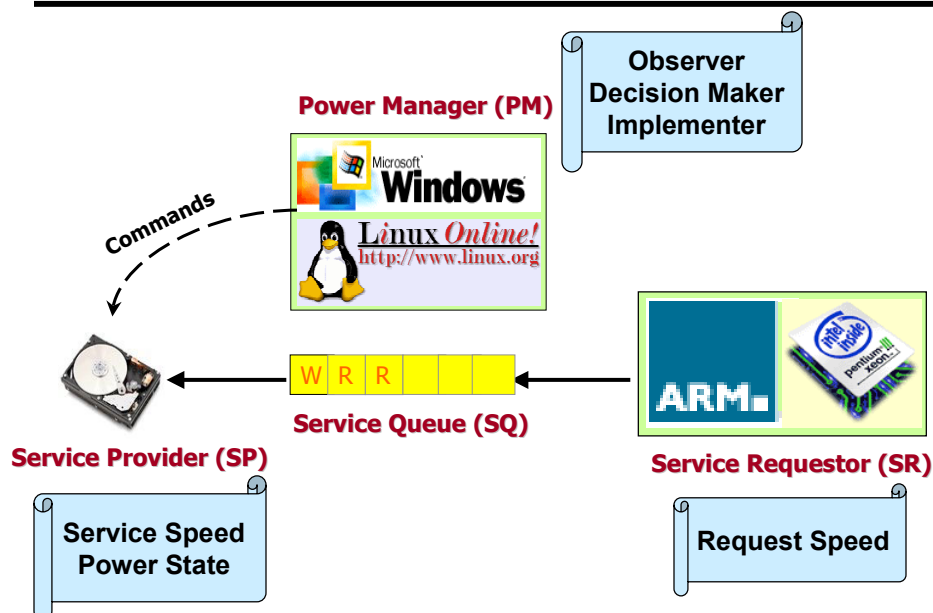 Observer
Decision Maker
Implementer
Power Manager (PM)
Microsoft
Windows
Commands
Linux Online!
http://www.linux.org
intel
inside
pentium III
xeon
ARM
W R R
Service Queue (SQ)
Service Provider (SP)
Service Requestor (SR)
Service Speed
Power State
Request Speed